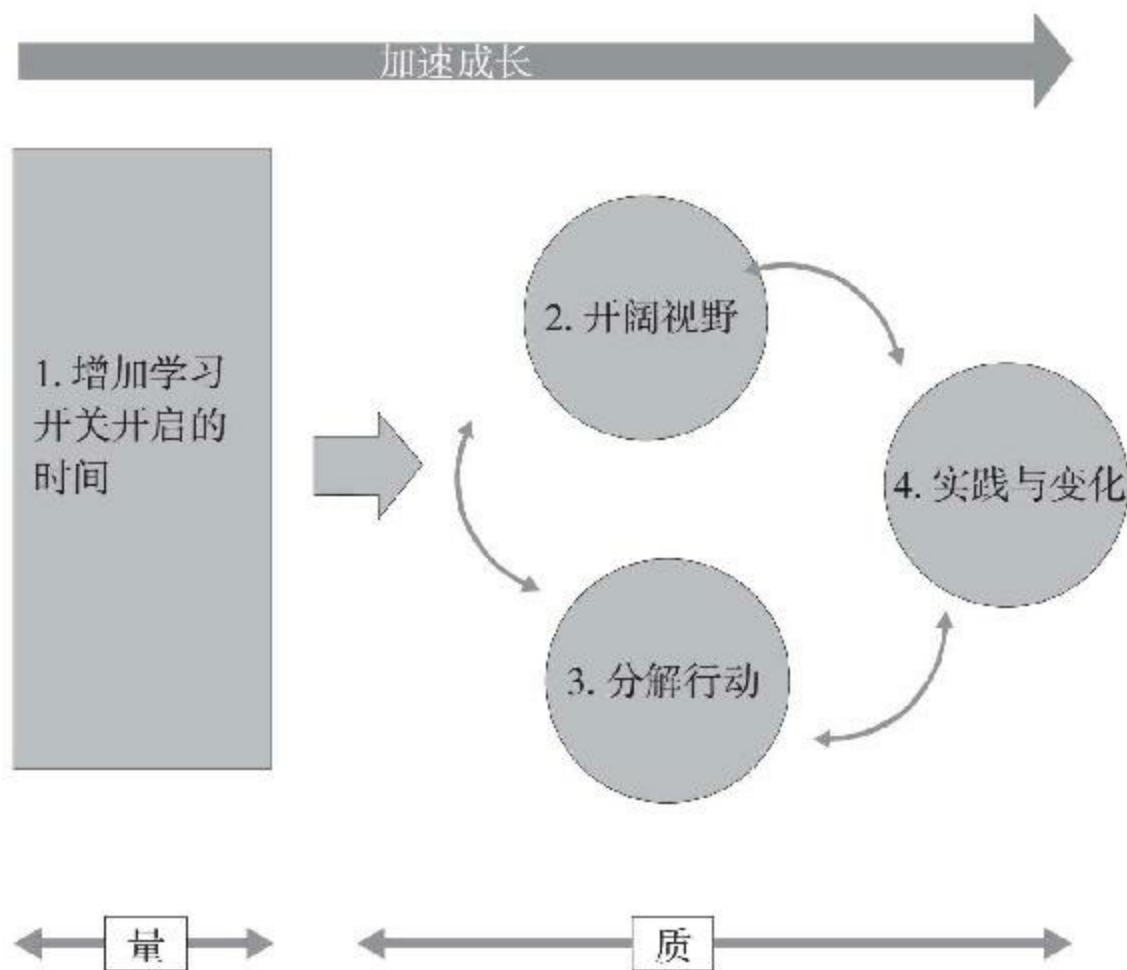 加速成长
1. 增加学习
开关开启的
时间
2. 开阔视野
3. 分解行动
4. 实践与变化
量
质